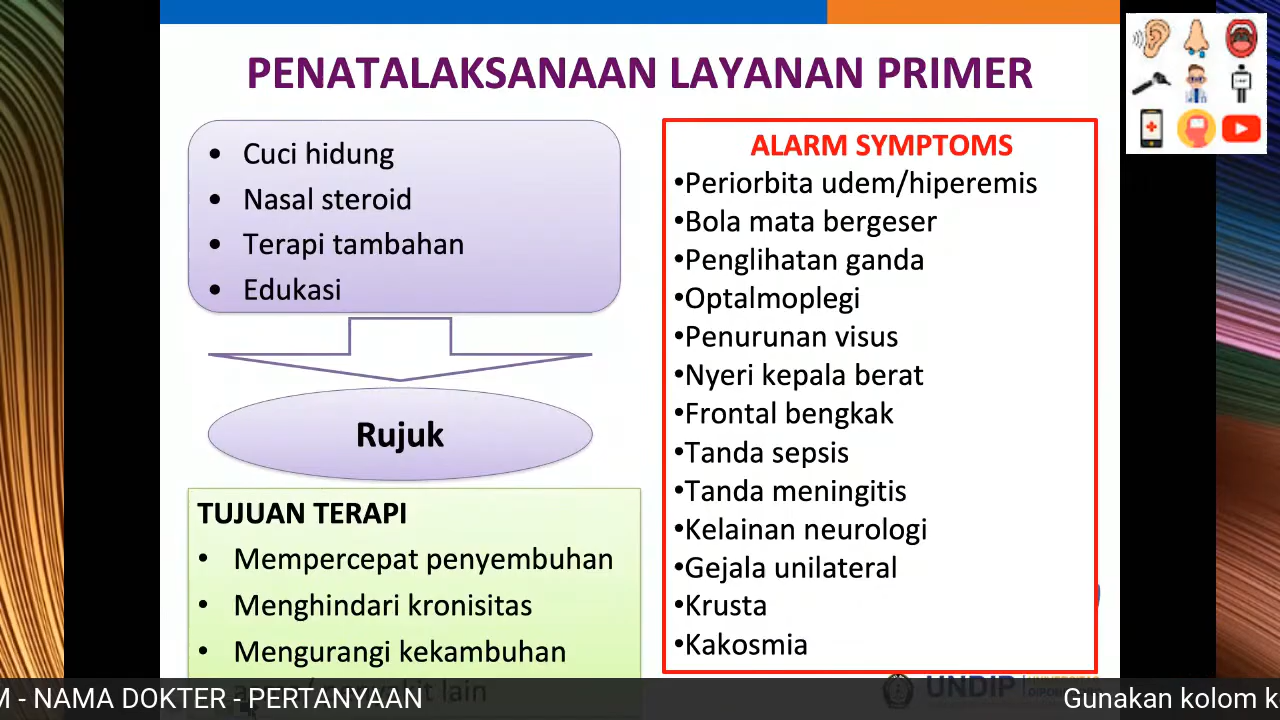 PENATALAKSANAAN LAYANAN PRIMER
• Cuci hidung
• Nasal steroid
• Terapi tambahan
• Edukasi
Rujuk
TUJUAN TERAPI
• Mempercepat penyembuhan
• Menghindari kronisitas
• Mengurangi kekambuhan
lain
ALARM SYMPTOMS
•Periorbita udem/hiperemis
•Bola mata bergeser
•Penglihatan ganda
•Optalmoplegi
•Penurunan visus
•Nyeri kepala berat
•Frontal bengkak
•Tanda sepsis
•Tanda meningitis
•Kelainan neurologi
•Gejala unilateral
•Krusta
•Kakosmia
UNDIP
M - NAMA DOKTER - PERTANYAAN
Gunakan kolom k